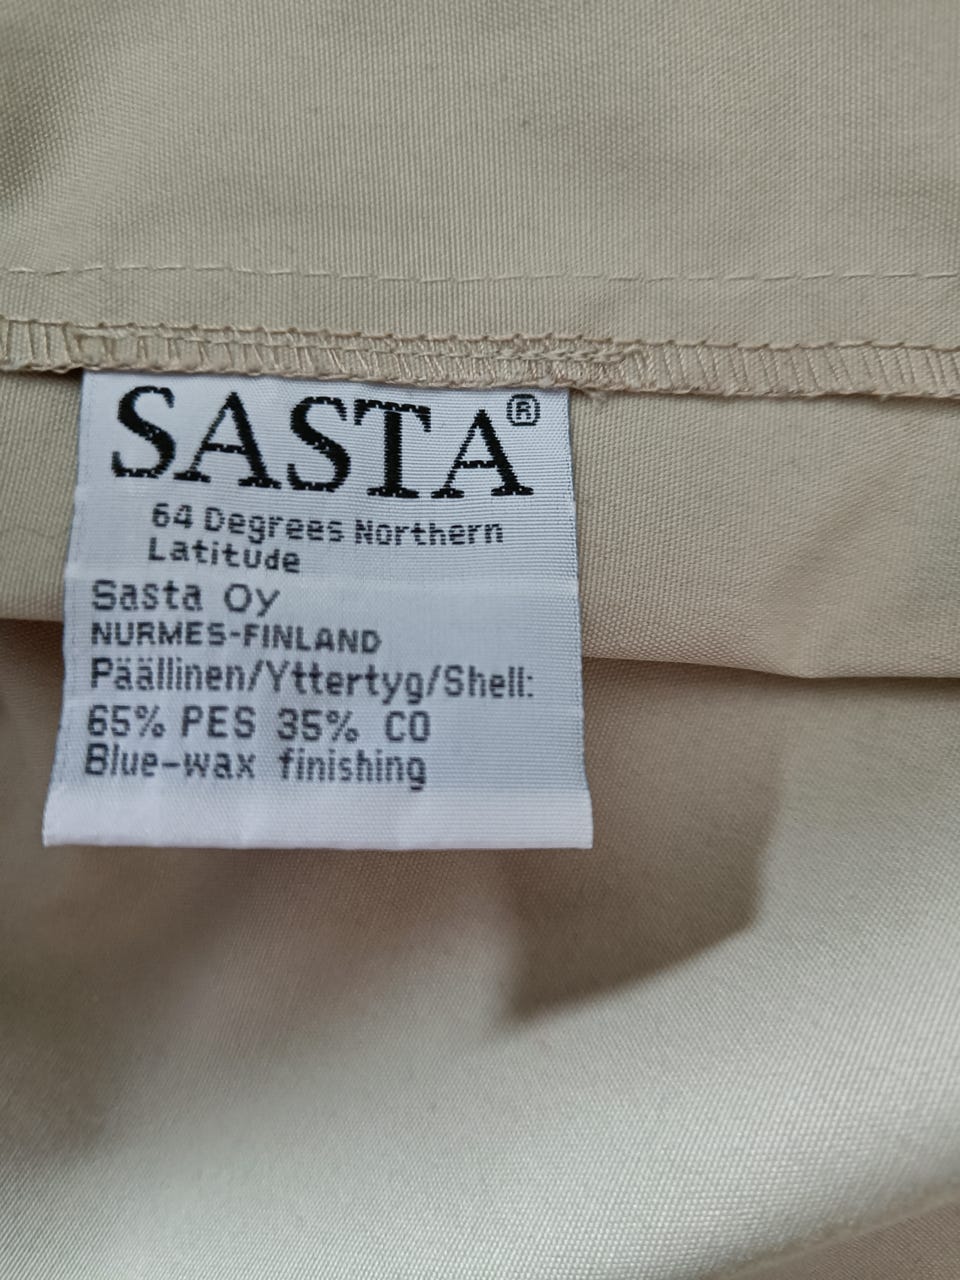 SASTA®
64 Degrees Northern
Latitude
Sasta Oy
NURMES-FINLAND
Päällinen/Yttertyg/Shell:
65% PES 35% CO
Blue-wax finishing